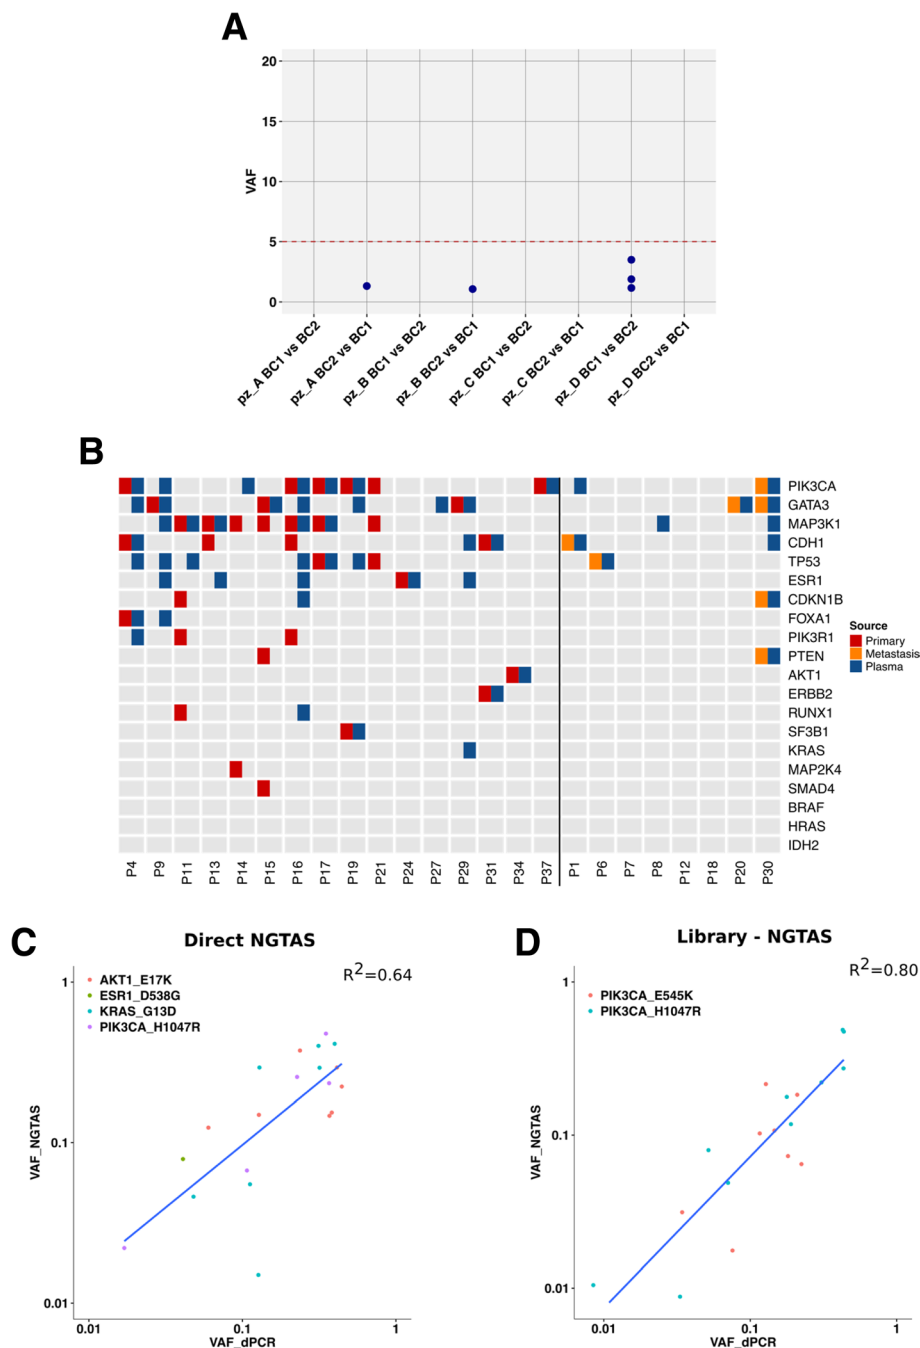 A
20
15
10
5
0
VAF
pz_A BC1 vs BC2
pz_A BC2 vs BC1
pz_B BC1 vs BC2
pz_B BC2 vs BC1
pz_C BC1 vs BC2
pz_C BC2 vs BC1
pz_D BC1 vs BC2
pz_D BC2 vs BC1
B
PIK3CA
GATA3
MAP3K1
CDH1
TP53
ESR1
CDKN1B
FOXA1
PIK3R1
PTEN
AKT1
ERBB2
RUNX1
SF3B1
KRAS
MAP2K4
SMAD4
BRAF
HRAS
IDH2
Source
Primary
Metastasis
Plasma
P4
P9
P11
P13
P14
P15
P16
P17
P19
P21
P24
P27
P29
P31
P34
P37
P1
P6
P7
P8
P12
P18
P20
P30
C
Direct NGTAS
R²=0.64
AKT1_E17K
ESR1_D538G
KRAS_G13D
PIK3CA_H1047R
1
0.1
0.01
VAF_NGTAS
0.01
0.1
1
VAF_dPCR
D
Library - NGTAS
R²=0.80
PIK3CA_E545K
PIK3CA_H1047R
1
0.1
0.01
VAF_NGTAS
0.01
0.1
1
VAF_dPCR